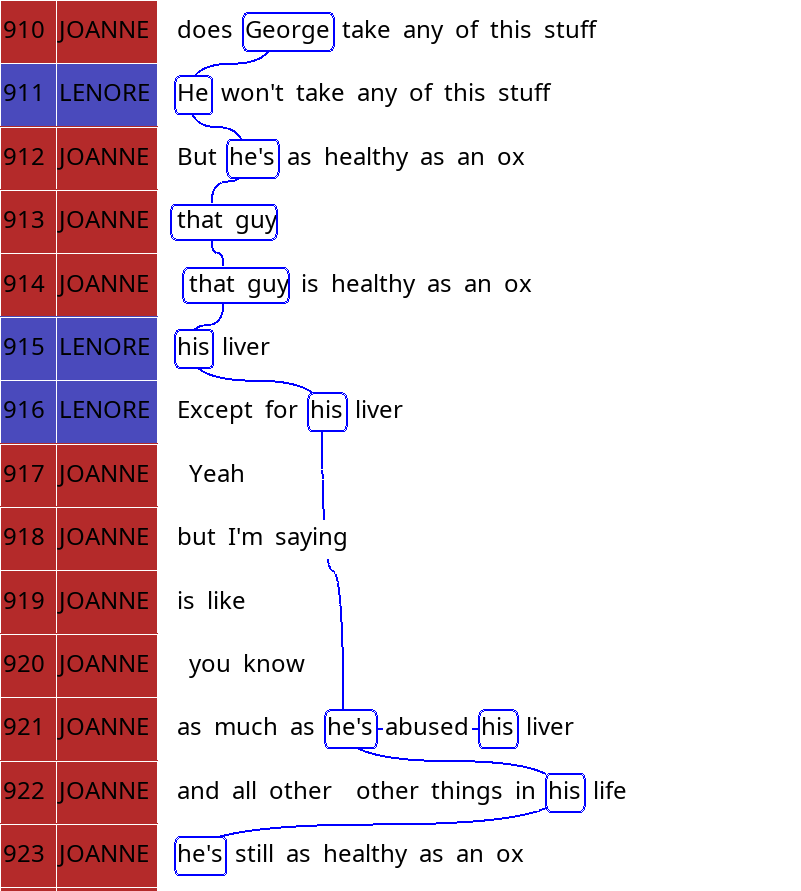 910 JOANNE does George take any of this stuff
911 LENORE He won't take any of this stuff
912 JOANNE But he's as healthy as an ox
913 JOANNE that guy
914 JOANNE that guy is healthy as an ox
915 LENORE his liver
916 LENORE Except for his liver
917 JOANNE Yeah
918 JOANNE but I'm saying
919 JOANNE is like
920 JOANNE you know
921 JOANNE as much as he's abused his liver
922 JOANNE and all other other things in his life
923 JOANNE he's still as healthy as an ox